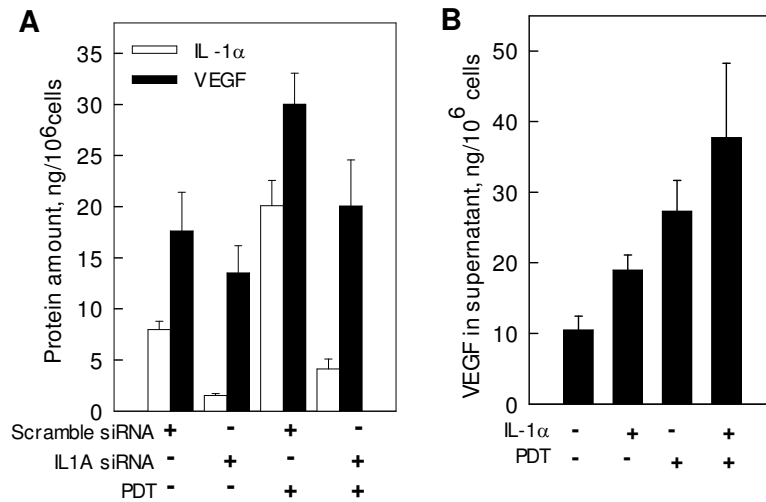 A
IL -1α
VEGF
Protein amount, ng/10⁶cells
35
30
25
20
15
10
5
0
Scramble siRNA + - + -
IL1A siRNA - + - +
PDT - - + +
B
VEGF in supernatant, ng/10⁶ cells
50
40
30
20
10
0
IL-1α - + - +
PDT - - + +